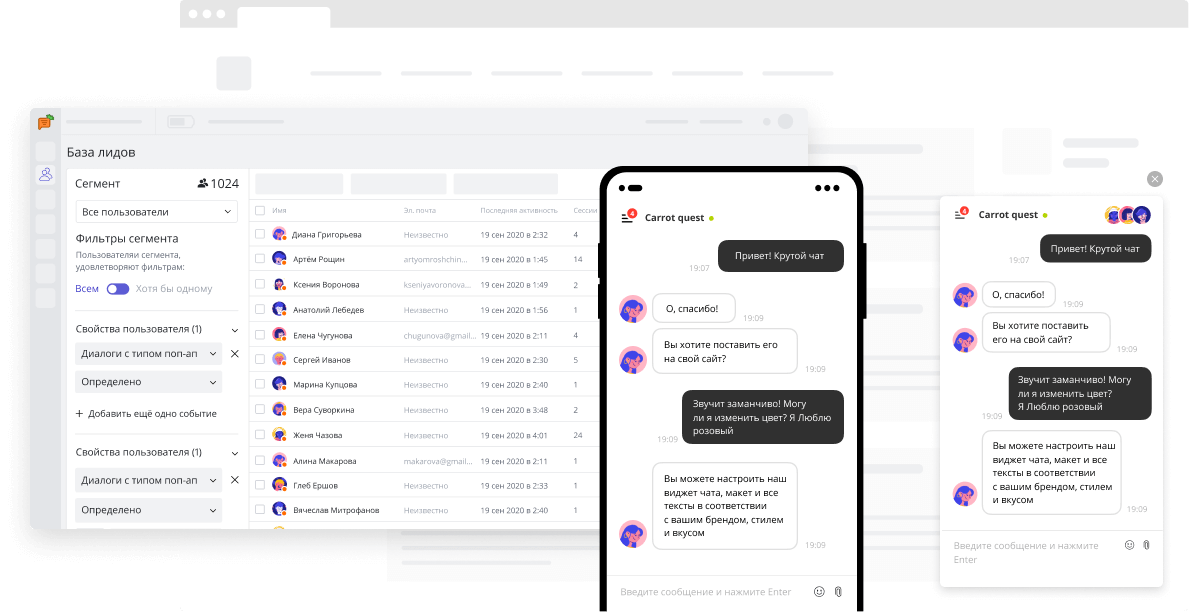 База лидов
Сегмент
1024
Все пользователи
Фильтры сегмента
Пользователяи сегмента,
удовлетворяют фильтрам:
Всем
Хотя бы одному
Свойства пользователя (1)
Диалоги с типом поп-ап
Определено
+ Добавить ещё одно событие
Свойства пользователя (1)
Диалоги с типом поп-ап
Определено
Имя Эл. почта Последняя активность Сессии
Диана Григорьева Неизвестно 19 сен 2020 в 2:32 4
Артём Рощин artyomroshchin... 19 сен 2020 в 1:45 14
Ксения Воронова kseniyavoronova... 19 сен 2020 в 1:49 2
Анатолий Лебедев Неизвестно 19 сен 2020 в 1:56 1
Елена Чугунова chugunova@gmail... 19 сен 2020 в 2:11 4
Сергей Иванов Неизвестно 19 сен 2020 в 2:30 5
Марина Купцова Неизвестно 19 сен 2020 в 2:40 1
Вера Суворкина Неизвестно 19 сен 2020 в 3:48 2
Женя Чазова Неизвестно 19 сен 2020 в 4:01 24
Алина Макарова makarova@gmail... 19 сен 2020 в 2:11 1
Глеб Ершов Неизвестно 19 сен 2020 в 2:33 1
Вячеслав Митрофанов Неизвестно 19 сен 2020 в 2:40 1
4
Carrot quest
Привет! Крутой чат
19:07
О, спасибо!
19:09
Вы хотите поставить его
на свой сайт?
19:09
Звучит заманчиво! Могу
ли я изменить цвет? Я Люблю
розовый
19:09
Вы можете настроить наш
виджет чата, макет и все
тексты в соответствии
с вашим брендом, стилем
и вкусом
19:09
Введите сообщение и нажмите Enter
4
Carrot quest
Привет! Крутой чат
19:07
О, спасибо!
19:09
Вы хотите поставить
его на свой сайт?
19:09
Звучит заманчиво! Могу
ли я изменить цвет?
Я Люблю розовый
19:09
Вы можете настроить наш
виджет чата, макет и все
тексты в соответствии
с вашим брендом, стилем
и вкусом
19:09
Введите сообщение и нажмите
Enter